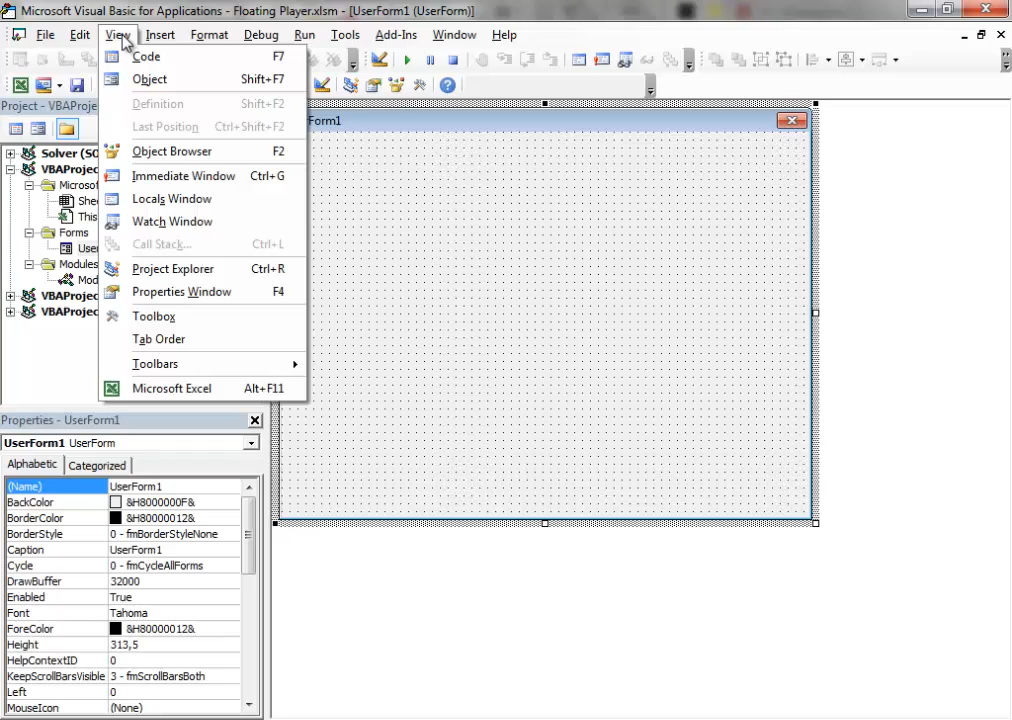 Microsoft Visual Basic for Applications - Floating Player.xlsm - [UserForm1 (UserForm)]
File Edit View Insert Format Debug Run Tools Add-Ins Window Help
Project - VBAProje
Solver (SO
VBAProje
Microsof
Shee
This
Forms
User
Modules
Mod
VBAProjec
VBAProjec
Code F7
Object Shift+F7
Definition Shift+F2
Last Position Ctrl+Shift+F2
Object Browser F2
Immediate Window Ctrl+G
Locals Window
Watch Window
Call Stack... Ctrl+L
Project Explorer Ctrl+R
Properties Window F4
Toolbox
Tab Order
Toolbars
Microsoft Excel Alt+F11
Form1
Properties - UserForm1
UserForm1 UserForm
Alphabetic Categorized
(Name) UserForm1
BackColor &H8000000F&
BorderColor &H80000012&
BorderStyle 0 - fmBorderStyleNone
Caption UserForm1
Cycle 0 - fmCycleAllForms
DrawBuffer 32000
Enabled True
Font Tahoma
ForeColor &H80000012&
Height 313,5
HelpContextID 0
KeepScrollBarsVisible 3 - fmScrollBarsBoth
Left 0
MouseIcon (None)